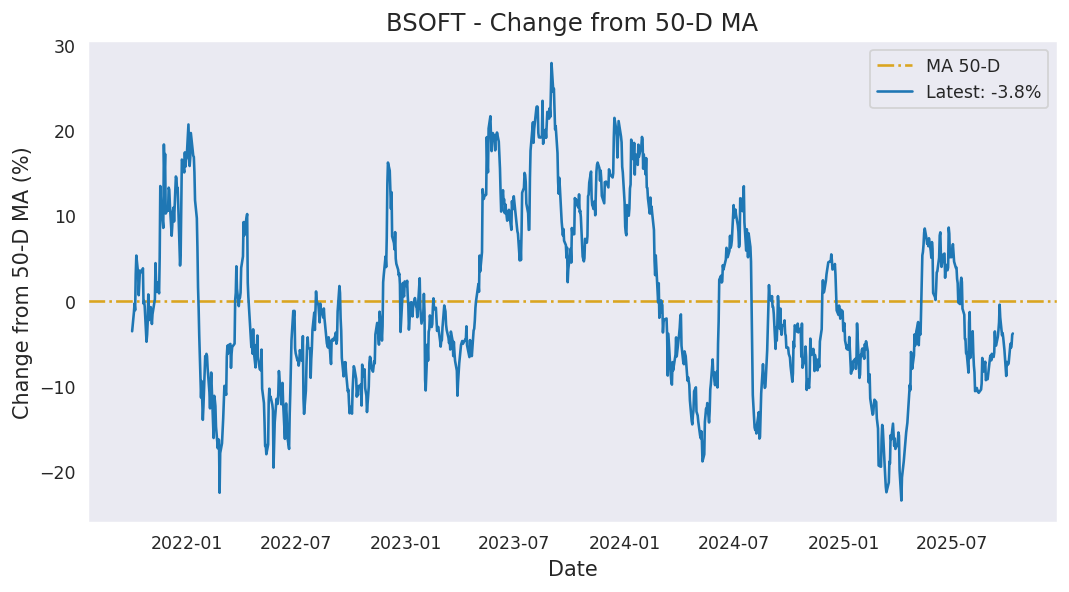 BSOFT - Change from 50-D MA
MA 50-D
Latest: -3.8%
Change from 50-D MA (%)
30
20
10
0
−10
−20
2022-01
2022-07
2023-01
2023-07
2024-01
2024-07
2025-01
2025-07
Date